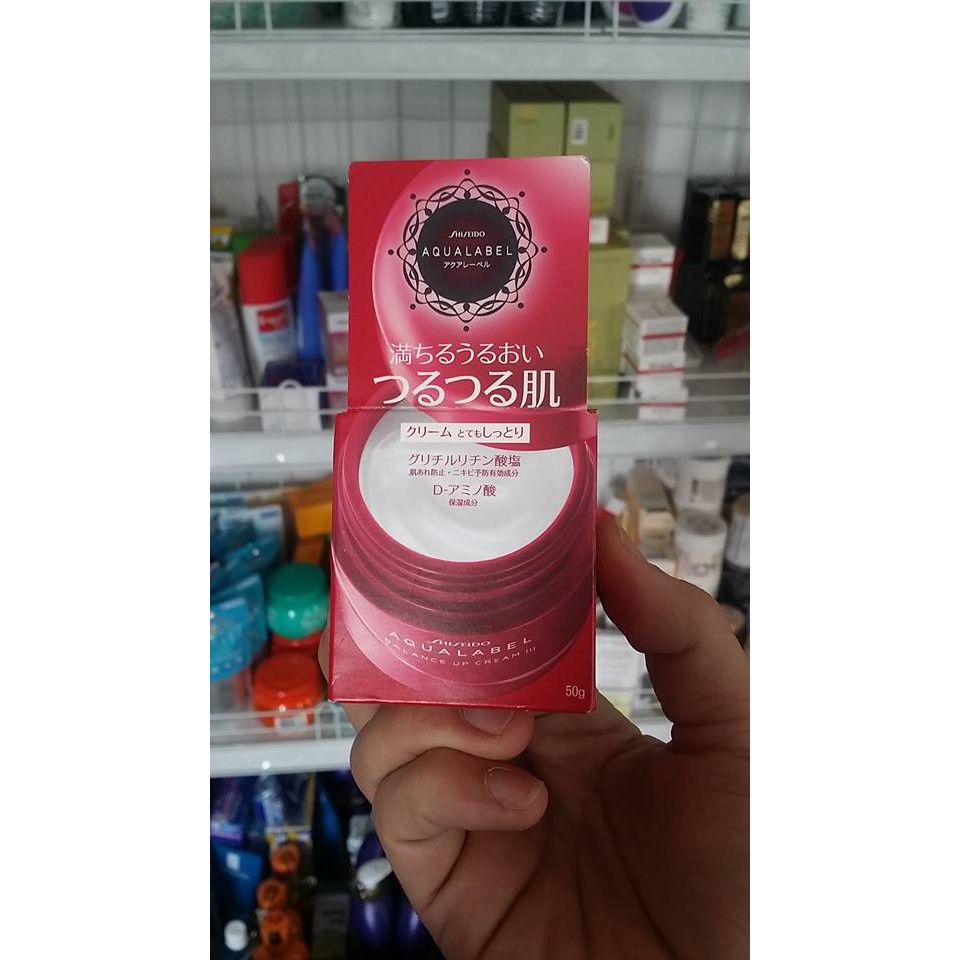 SHISEIDO
AQUALABEL
アクアレーベル
満ちるうるおい
つるつる肌
クリーム とてもしっとり
グリチルリチン酸塩
肌あれ防止・ニキビ予防有効成分
D-アミノ酸
保湿成分
SHISEIDO
AQUALABEL
BALANCE UP CREAM III
50g